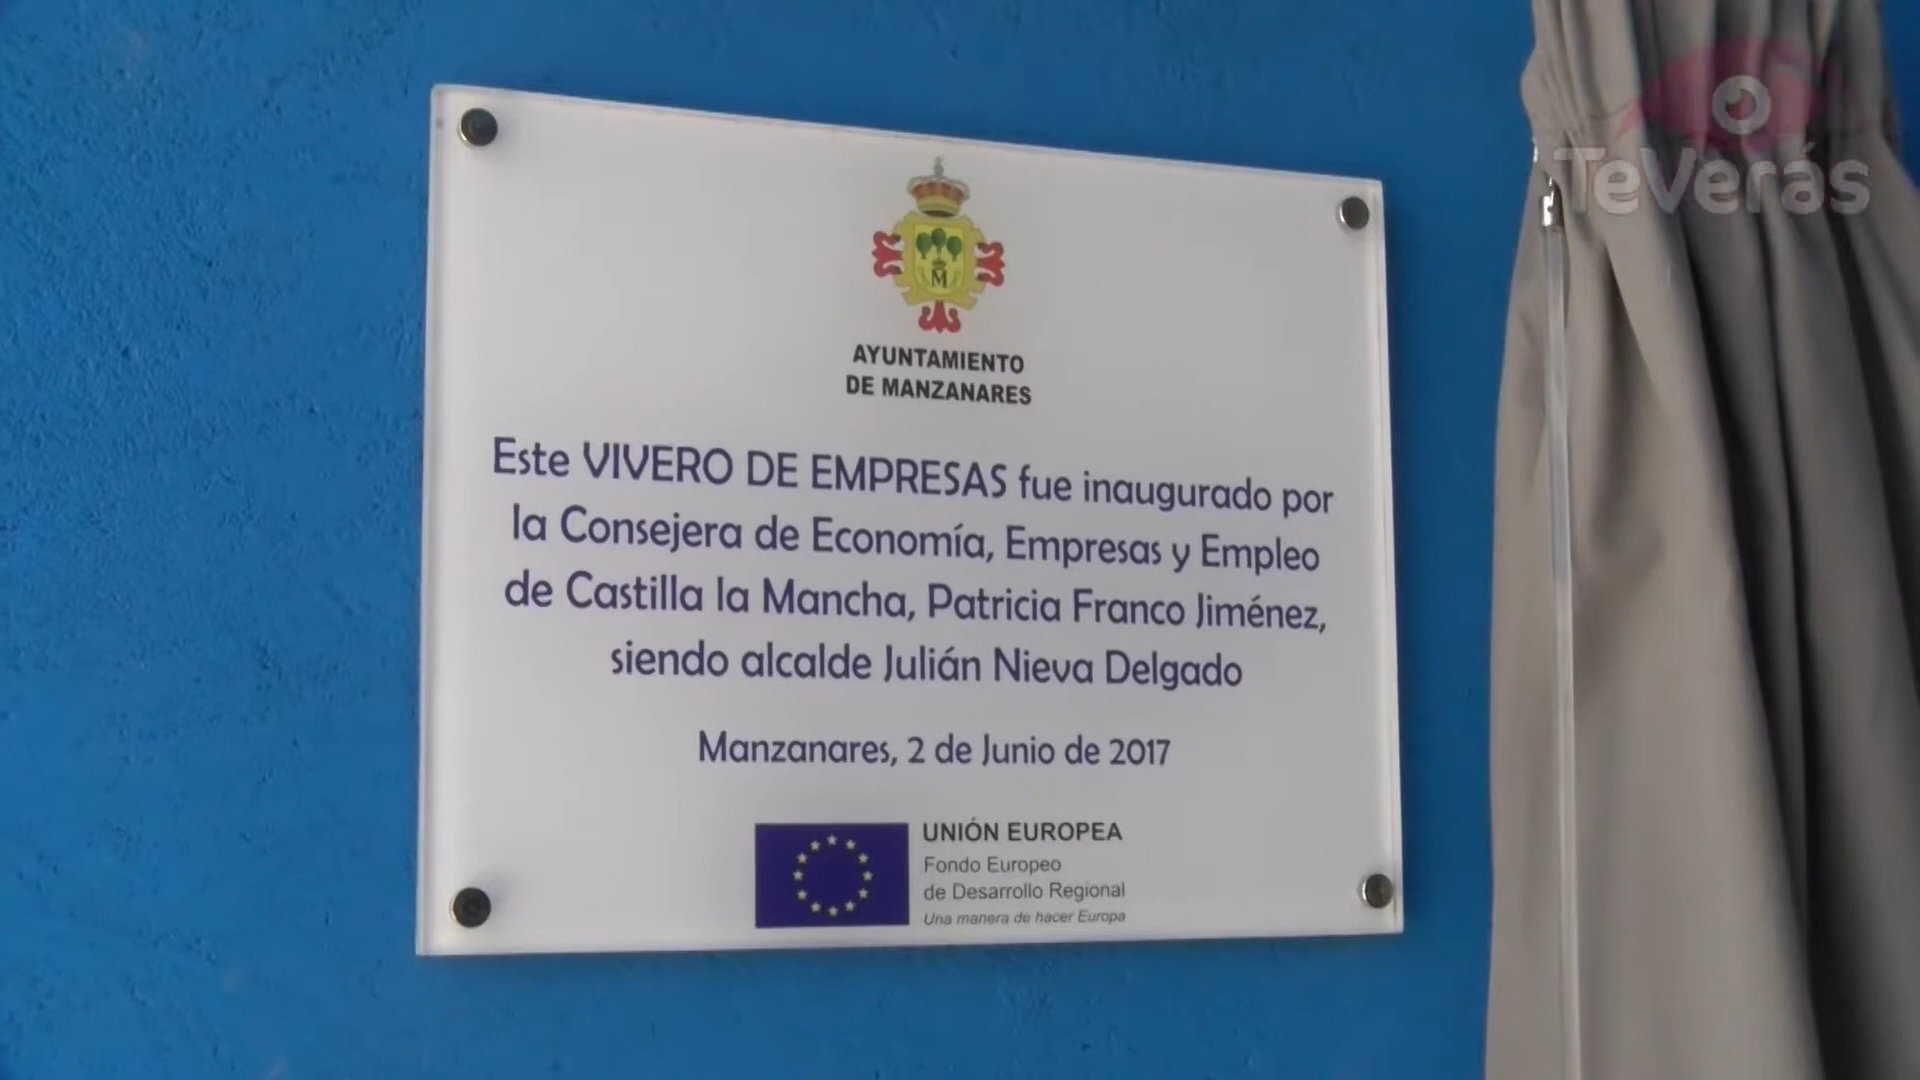 TeVerás
M
AYUNTAMIENTO
DE MANZANARES
Este VIVERO DE EMPRESAS fue inaugurado por
la Consejera de Economía, Empresas y Empleo
de Castilla la Mancha, Patricia Franco Jiménez,
siendo alcalde Julián Nieva Delgado
Manzanares, 2 de Junio de 2017
UNIÓN EUROPEA
Fondo Europeo
de Desarrollo Regional
Una manera de hacer Europa